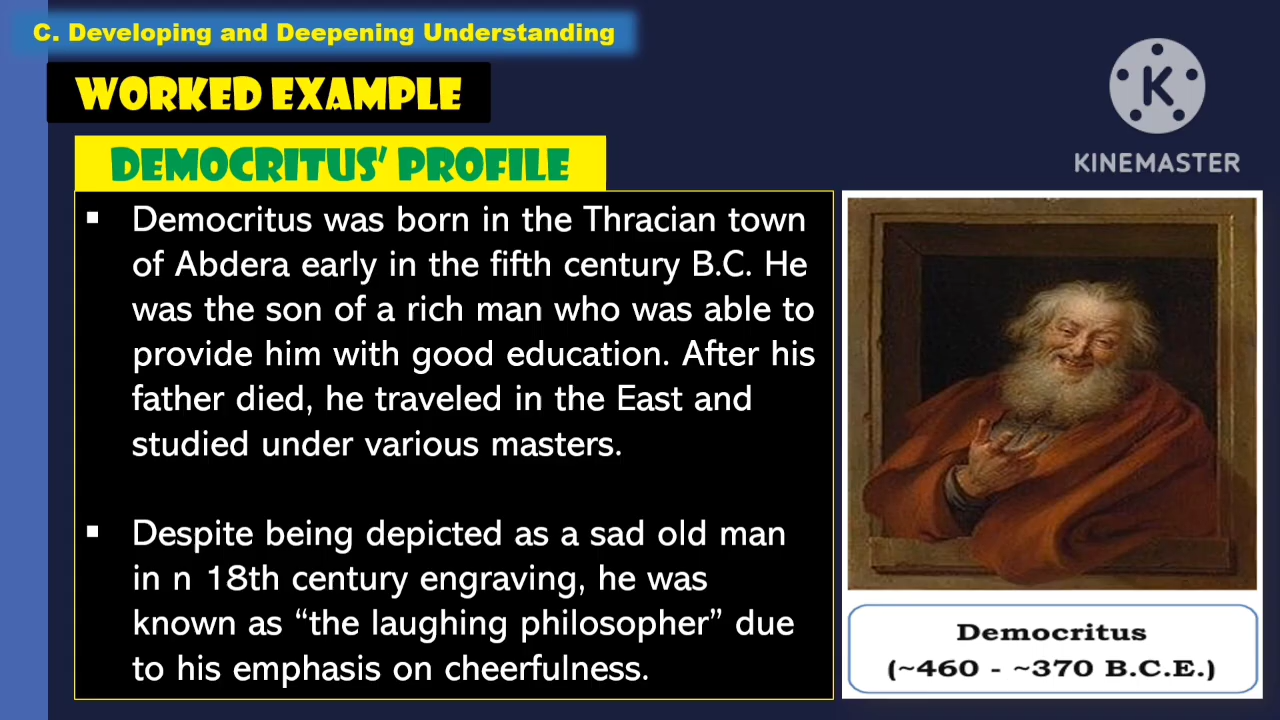 C. Developing and Deepening Understanding
WORKED EXAMPLE
K
KINEMASTER
DEMOCRITUS' PROFILE
▪ Democritus was born in the Thracian town
of Abdera early in the fifth century B.C. He
was the son of a rich man who was able to
provide him with good education. After his
father died, he traveled in the East and
studied under various masters.
▪ Despite being depicted as a sad old man
in n 18th century engraving, he was
known as “the laughing philosopher” due
to his emphasis on cheerfulness.
Democritus
(~460 - ~370 B.C.E.)